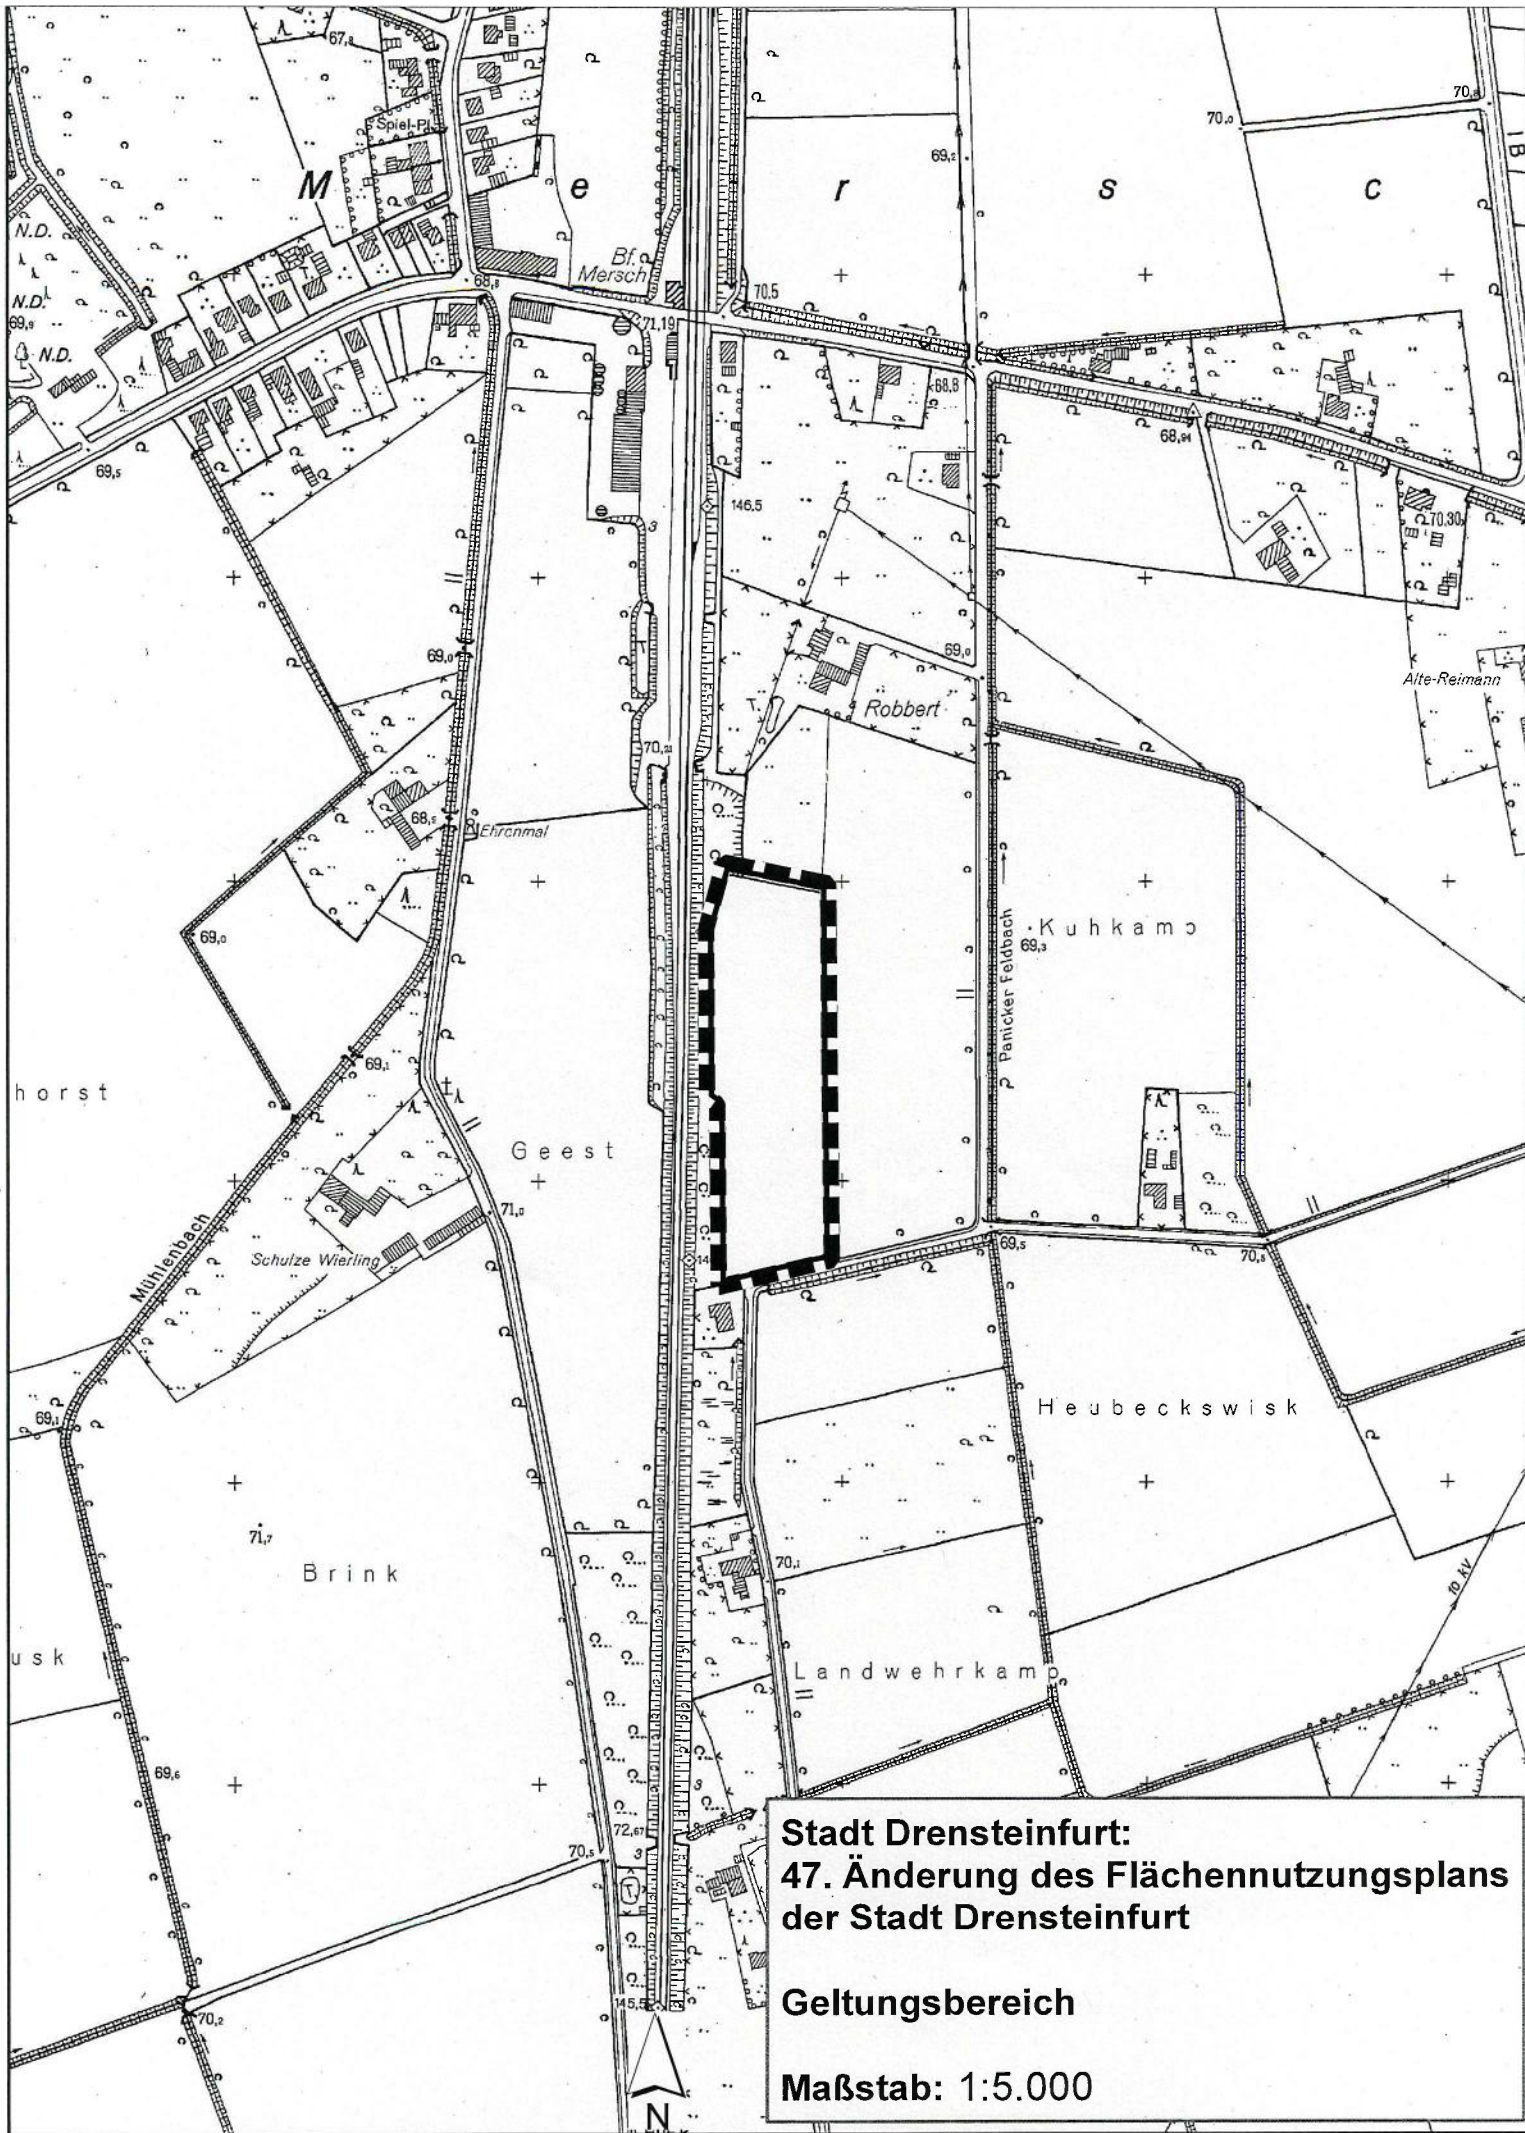 67,8
70,8
70,0
Spiel-Pl.
69,2
M e r s c
N.D.
Bf.
Mersch
68,8
70,5
N.D.
71,19
69,9
N.D.
68,8
68,94
69,5
146.5
70,30
69,0
69,0
Alte-Reimann
Robbert
T.
70,21
68,5
Ehrenmal
69,0
Kuhkamp
69,3
Panicker Feldbach
69,1
horst
Geest
71,0
69,5
70,5
Mühlenbach
Schulze Wierling
69,1
Heubeckswisk
71,7
Brink
70,1
10 kV
usk
Landwehrkamp
69,6
72,67
70,5
T
145,5
70,2
N
Stadt Drensteinfurt:
47. Änderung des Flächennutzungsplans
der Stadt Drensteinfurt
Geltungsbereich
Maßstab: 1:5.000